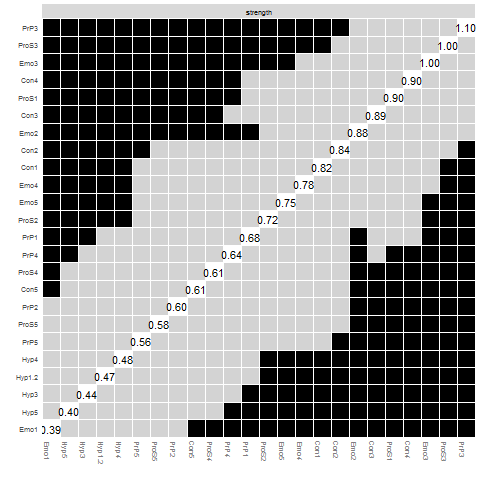 strength
PrP3 1.10
ProS3 1.00
Emo3 1.00
Con4 0.90
ProS1 0.90
Con3 0.89
Emo2 0.88
Con2 0.84
Con1 0.82
Emo4 0.78
Emo5 0.75
ProS2 0.72
PrP1 0.68
PrP4 0.64
ProS4 0.61
Con5 0.61
PrP2 0.60
ProS5 0.58
PrP5 0.56
Hyp4 0.48
Hyp1.2 0.47
Hyp3 0.44
Hyp5 0.40
Emo1 0.39
Emo1 Hyp5 Hyp3 Hyp1.2 Hyp4 PrP5 ProS5 PrP2 Con5 ProS4 PrP4 PrP1 ProS2 Emo5 Emo4 Con1 Con2 Emo2 Con3 ProS1 Con4 Emo3 ProS3 PrP3